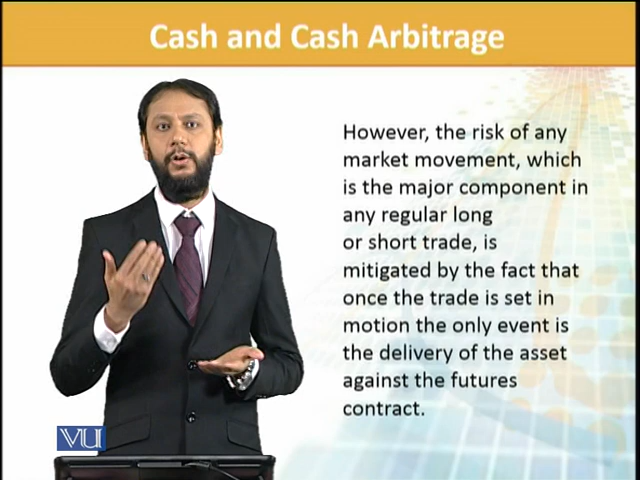 Cash and Cash Arbitrage
However, the risk of any
market movement, which
is the major component in
any regular long
or short trade, is
mitigated by the fact that
once the trade is set in
motion the only event is
the delivery of the asset
against the futures
contract.
VU